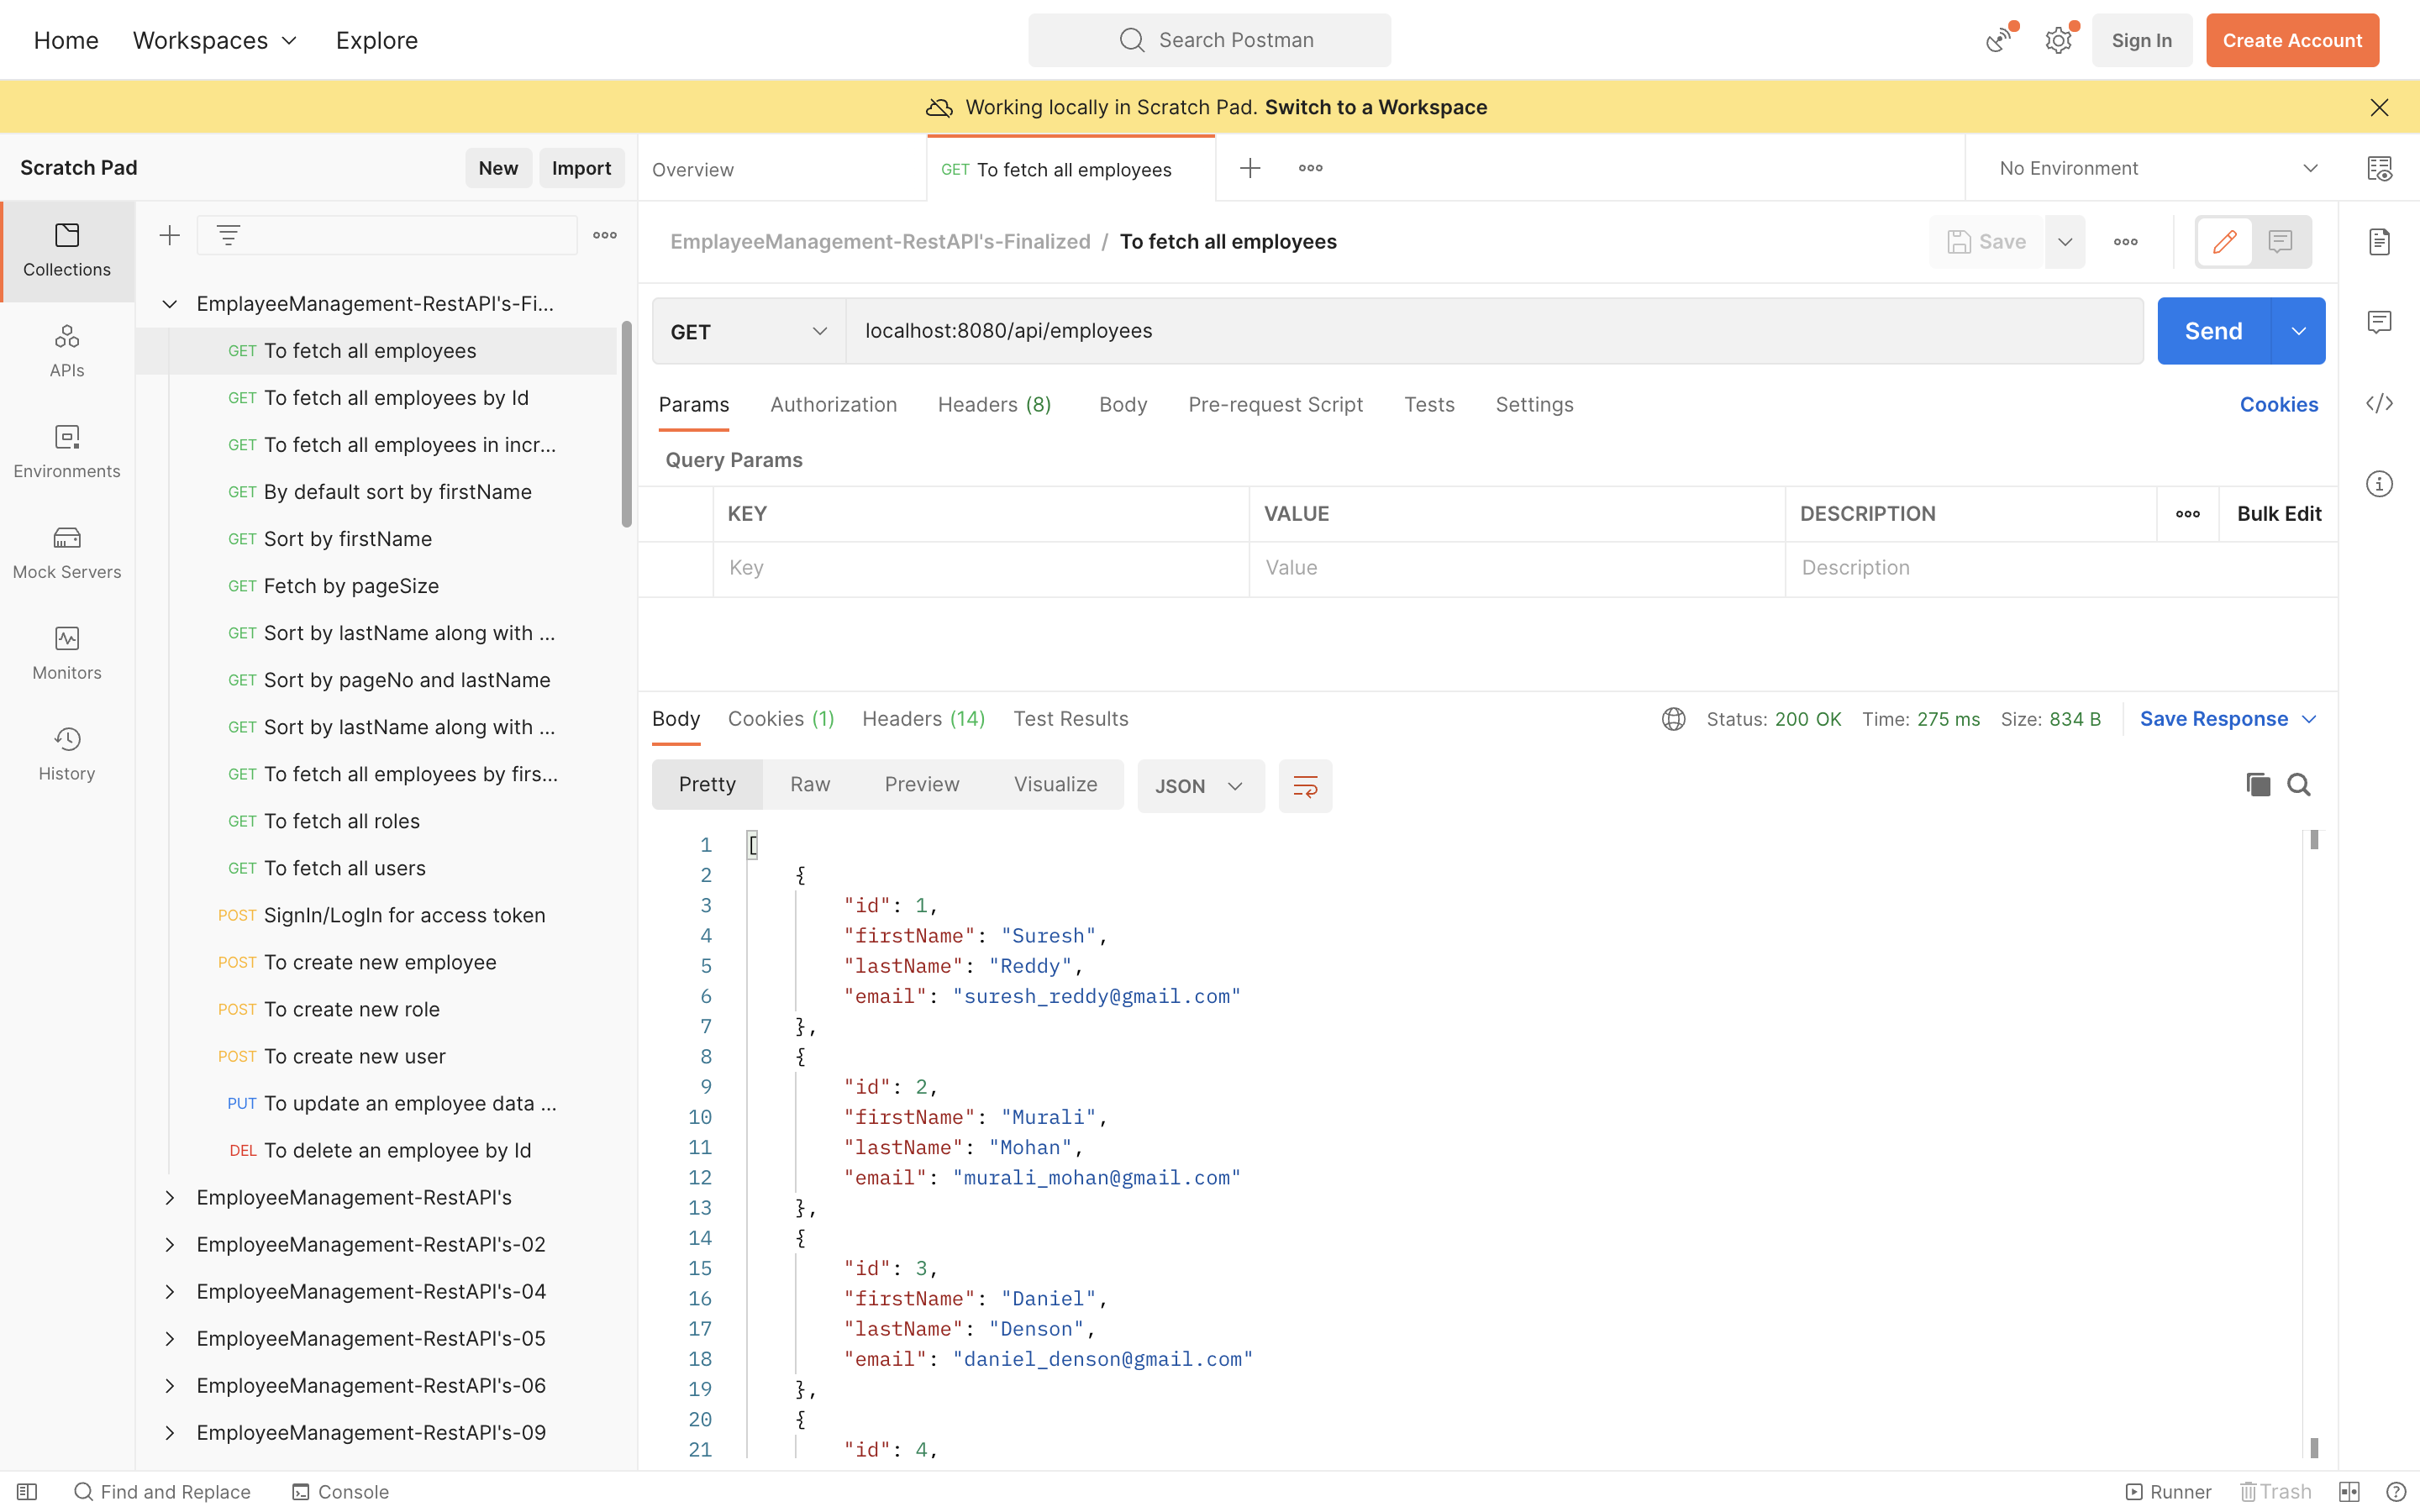 Home Workspaces Explore Search Postman Sign In Create Account
Working locally in Scratch Pad. Switch to a Workspace
Scratch Pad New Import Overview GET To fetch all employees No Environment
Collections
APIs
Environments
Mock Servers
Monitors
History
EmplayeeManagement-RestAPI's-Fi...
GET To fetch all employees
GET To fetch all employees by Id
GET To fetch all employees in incr...
GET By default sort by firstName
GET Sort by firstName
GET Fetch by pageSize
GET Sort by lastName along with ...
GET Sort by pageNo and lastName
GET Sort by lastName along with ...
GET To fetch all employees by firs...
GET To fetch all roles
GET To fetch all users
POST SignIn/LogIn for access token
POST To create new employee
POST To create new role
POST To create new user
PUT To update an employee data ...
DEL To delete an employee by Id
EmployeeManagement-RestAPI's
EmployeeManagement-RestAPI's-02
EmployeeManagement-RestAPI's-04
EmployeeManagement-RestAPI's-05
EmployeeManagement-RestAPI's-06
EmployeeManagement-RestAPI's-09
EmplayeeManagement-RestAPI's-Finalized / To fetch all employees Save
GET localhost:8080/api/employees Send
Params Authorization Headers (8) Body Pre-request Script Tests Settings Cookies
Query Params
KEY VALUE DESCRIPTION Bulk Edit
Key Value Description
Body Cookies (1) Headers (14) Test Results Status: 200 OK Time: 275 ms Size: 834 B Save Response
Pretty Raw Preview Visualize JSON
1 [
2 {
3 "id": 1,
4 "firstName": "Suresh",
5 "lastName": "Reddy",
6 "email": "suresh_reddy@gmail.com"
7 },
8 {
9 "id": 2,
10 "firstName": "Murali",
11 "lastName": "Mohan",
12 "email": "murali_mohan@gmail.com"
13 },
14 {
15 "id": 3,
16 "firstName": "Daniel",
17 "lastName": "Denson",
18 "email": "daniel_denson@gmail.com"
19 },
20 {
21 "id": 4,
Find and Replace Console Runner Trash